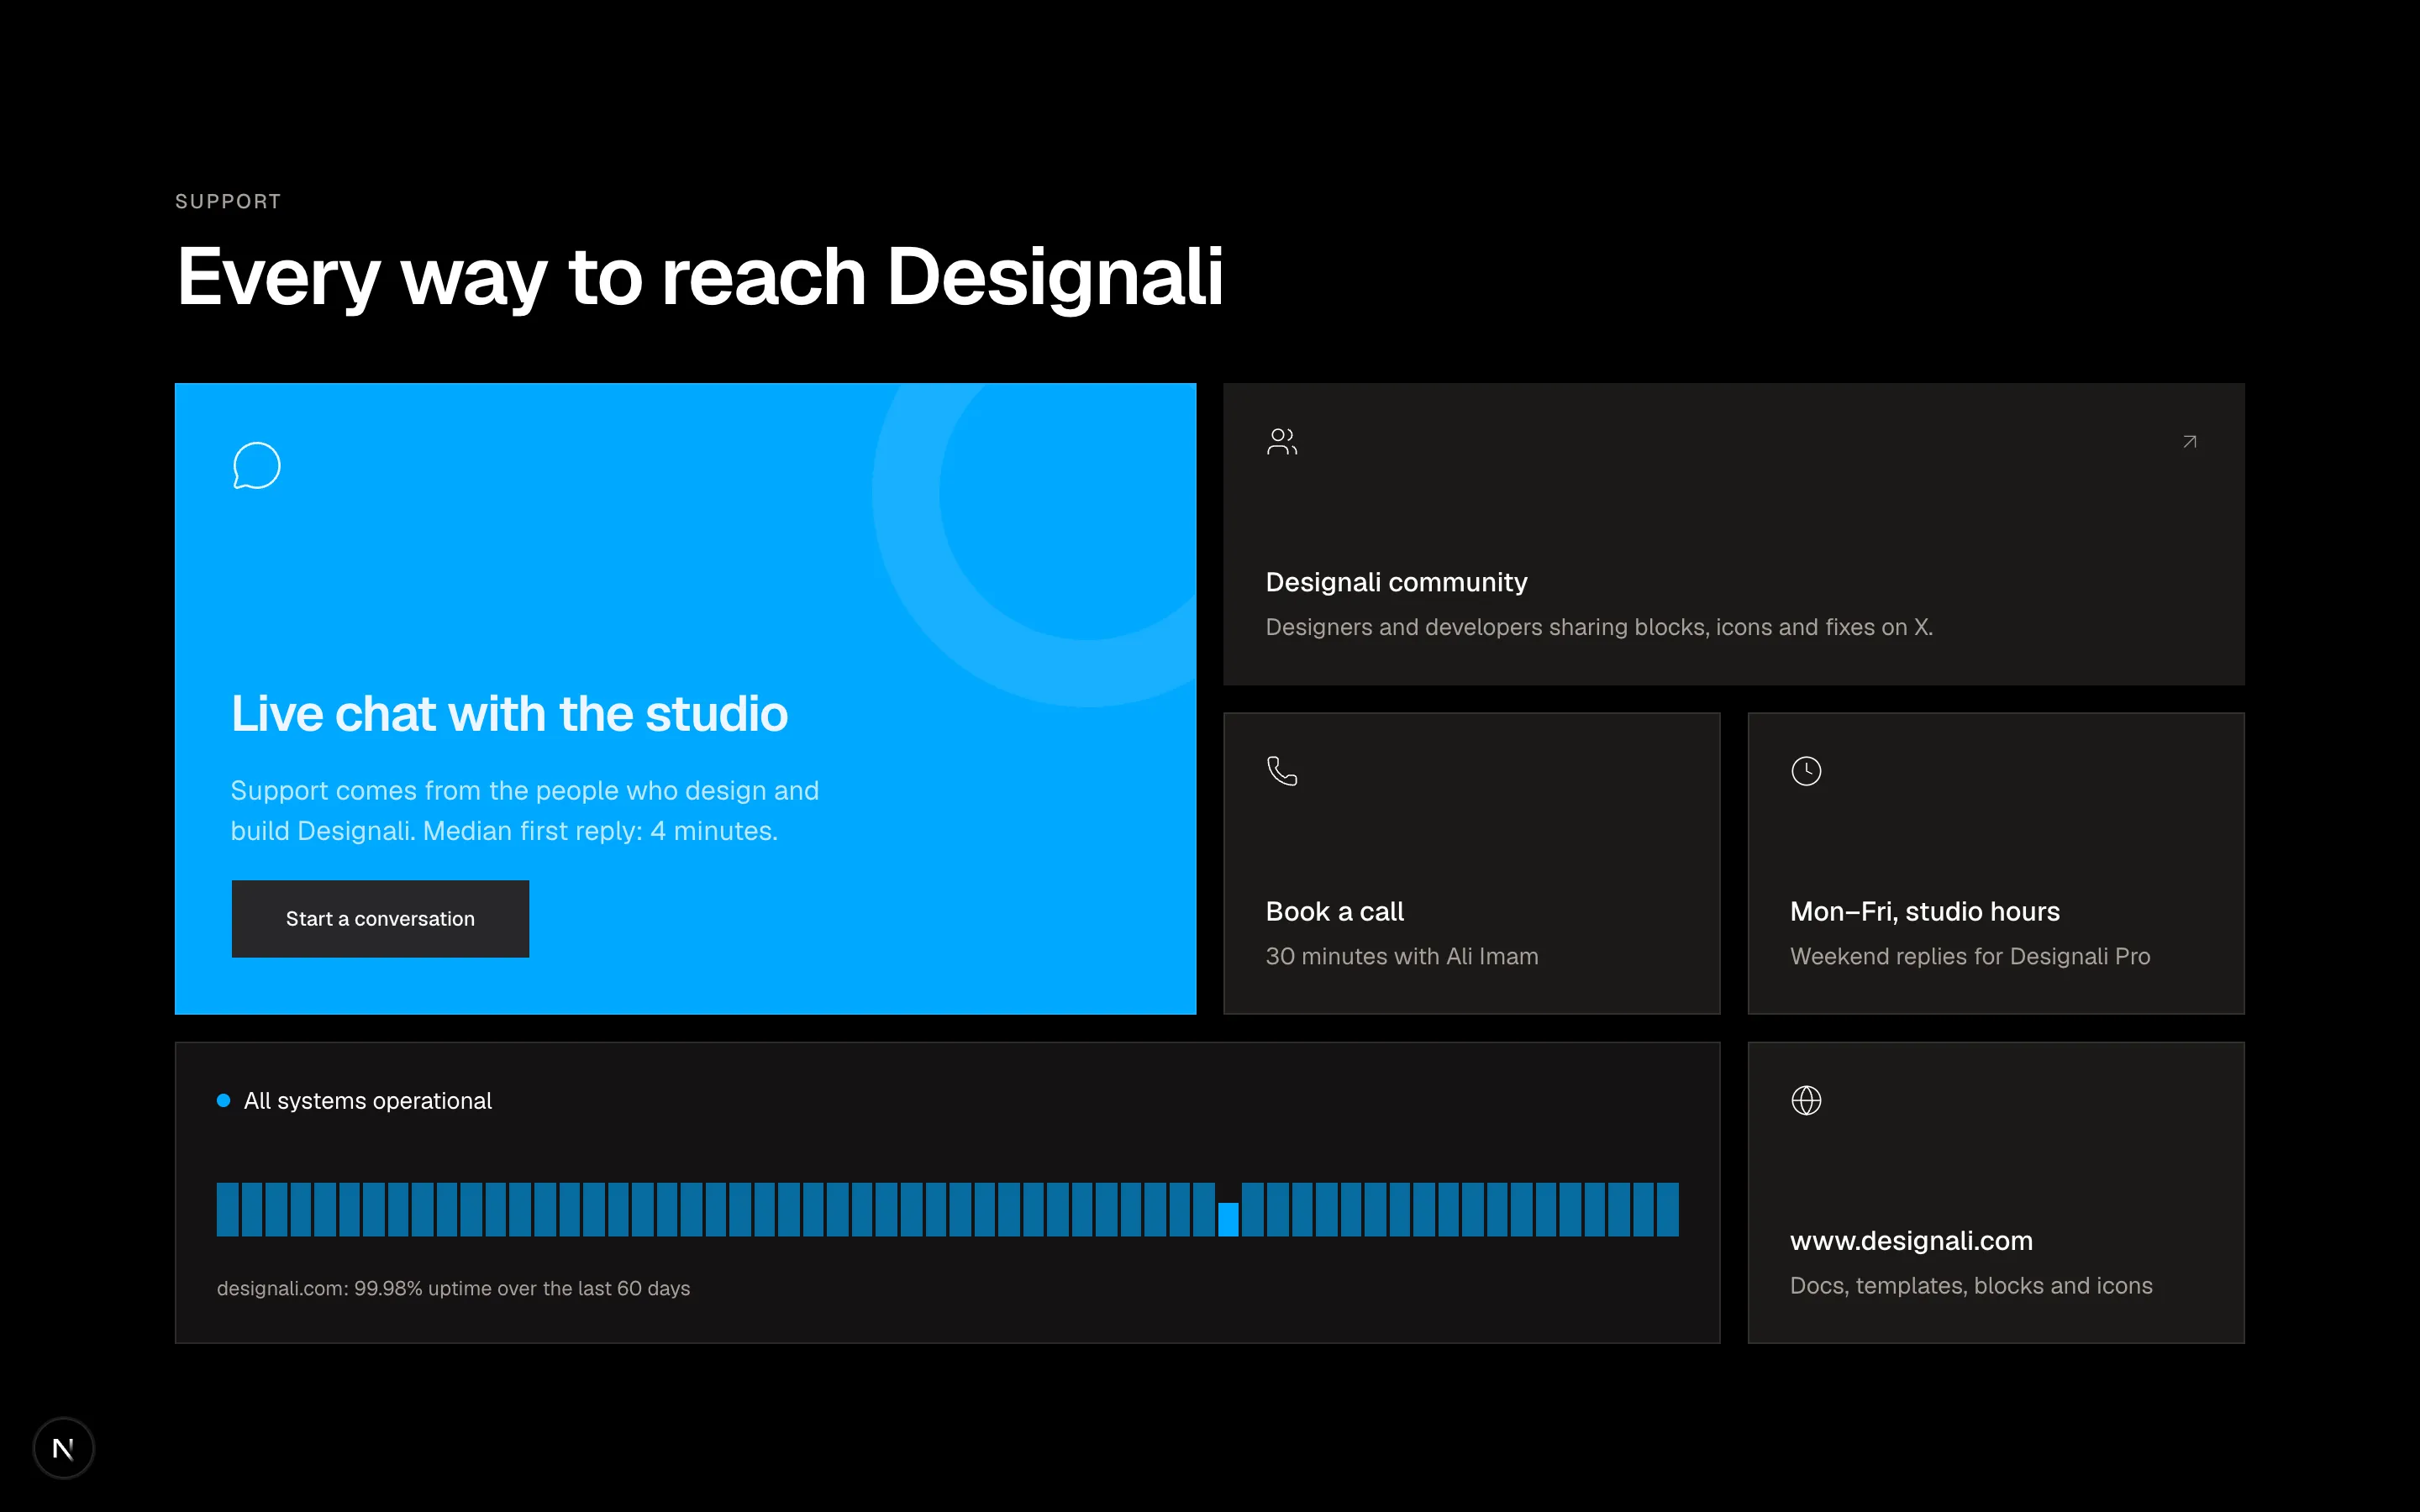 SUPPORT
Every way to reach Designali
Live chat with the studio
Support comes from the people who design and
build Designali. Median first reply: 4 minutes.
Start a conversation
Designali community
Designers and developers sharing blocks, icons and fixes on X.
Book a call
30 minutes with Ali Imam
Mon–Fri, studio hours
Weekend replies for Designali Pro
All systems operational
designali.com: 99.98% uptime over the last 60 days
www.designali.com
Docs, templates, blocks and icons
N